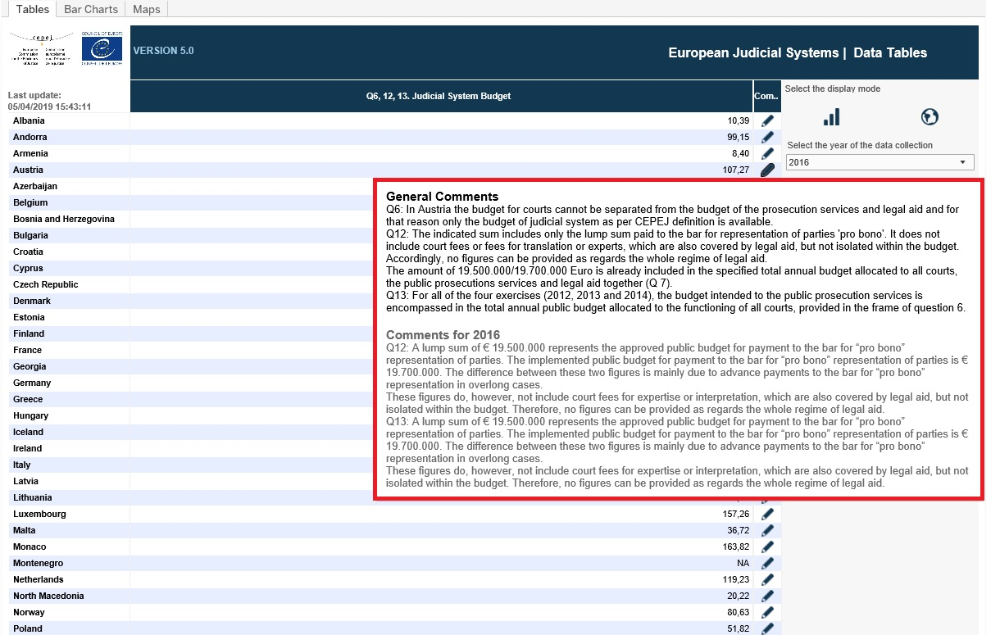 Tables Bar Charts Maps
cepej
European Commission for the Efficiency of Justice
Commission européenne pour l'efficacité de la justice
COUNCIL OF EUROPE
CONSEIL DE L'EUROPE
VERSION 5.0
European Judicial Systems | Data Tables
Last update:
05/04/2019 15:43:11
Q6, 12, 13. Judicial System Budget
Com..
Select the display mode
Select the year of the data collection
2016
Albania 10,39
Andorra 99,15
Armenia 8,40
Austria 107,27
Azerbaijan
Belgium
Bosnia and Herzegovina
Bulgaria
Croatia
Cyprus
Czech Republic
Denmark
Estonia
Finland
France
Georgia
Germany
Greece
Hungary
Iceland
Ireland
Italy
Latvia
Lithuania
Luxembourg 157,26
Malta 36,72
Monaco 163,82
Montenegro NA
Netherlands 119,23
North Macedonia 20,22
Norway 80,63
Poland 51,82
General Comments
Q6: In Austria the budget for courts cannot be separated from the budget of the prosecution services and legal aid and for
that reason only the budget of judicial system as per CEPEJ definition is available.
Q12: The indicated sum includes only the lump sum paid to the bar for representation of parties 'pro bono'. It does not
include court fees or fees for translation or experts, which are also covered by legal aid, but not isolated within the budget.
Accordingly, no figures can be provided as regards the whole regime of legal aid.
The amount of 19.500.000/19.700.000 Euro is already included in the specified total annual budget allocated to all courts,
the public prosecutions services and legal aid together (Q 7).
Q13: For all of the four exercises (2012, 2013 and 2014), the budget intended to the public prosecution services is
encompassed in the total annual public budget allocated to the functioning of all courts, provided in the frame of question 6.
Comments for 2016
Q12: A lump sum of € 19.500.000 represents the approved public budget for payment to the bar for “pro bono”
representation of parties. The implemented public budget for payment to the bar for “pro bono” representation of parties is €
19.700.000. The difference between these two figures is mainly due to advance payments to the bar for “pro bono”
representation in overlong cases.
These figures do, however, not include court fees for expertise or interpretation, which are also covered by legal aid, but not
isolated within the budget. Therefore, no figures can be provided as regards the whole regime of legal aid.
Q13: A lump sum of € 19.500.000 represents the approved public budget for payment to the bar for “pro bono”
representation of parties. The implemented public budget for payment to the bar for “pro bono” representation of parties is €
19.700.000. The difference between these two figures is mainly due to advance payments to the bar for “pro bono”
representation in overlong cases.
These figures do, however, not include court fees for expertise or interpretation, which are also covered by legal aid, but not
isolated within the budget. Therefore, no figures can be provided as regards the whole regime of legal aid.